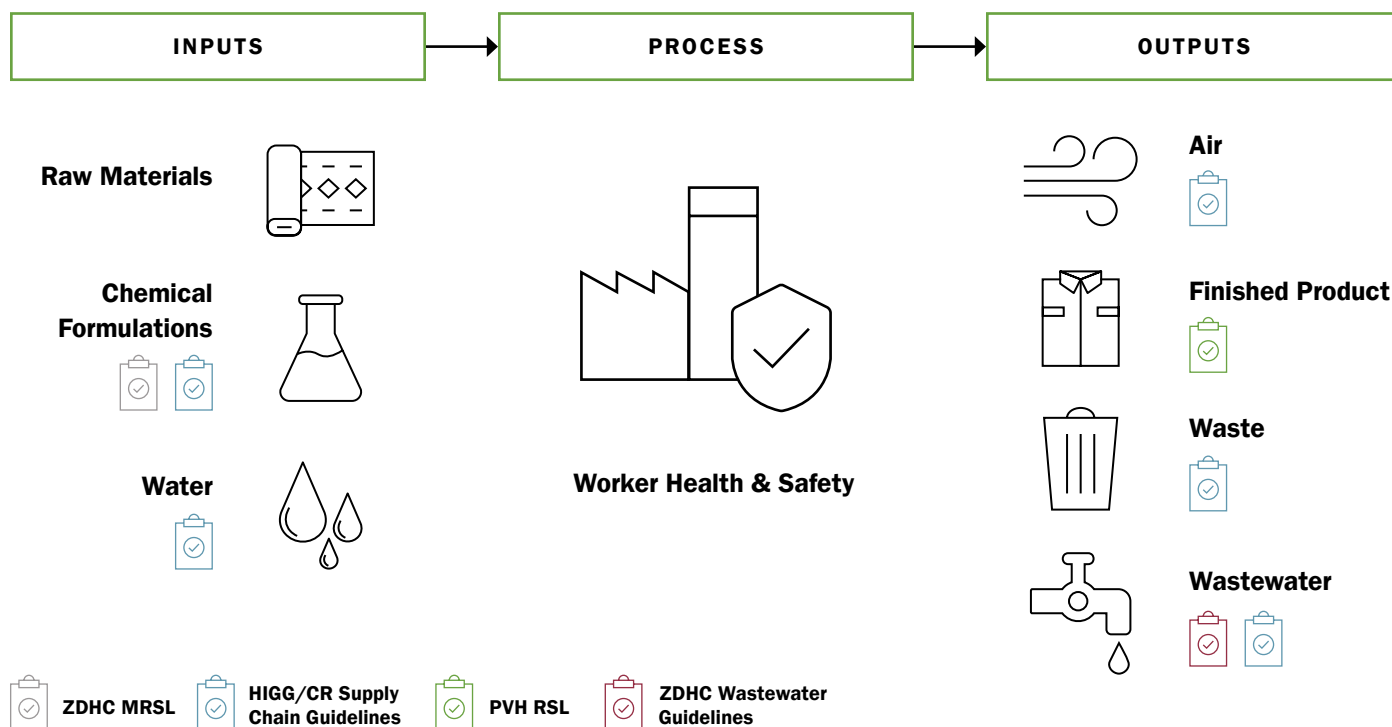 INPUTS
PROCESS
OUTPUTS
Raw Materials
Chemical
Formulations
Water
Worker Health & Safety
Air
Finished Product
Waste
Wastewater
ZDHC MRSL
HIGG/CR Supply
Chain Guidelines
PVH RSL
ZDHC Wastewater
Guidelines